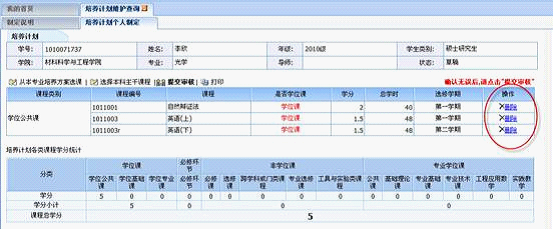 我的首页 培养计划维护查询
制定说明 培养计划个人制定
培养计划
学号： 1010071737 姓名： 李欣 年级： 2010级 学生类别： 硕士研究生
学院： 材料科学与工程学院 专业： 光学 导师： 状态： 草稿
从本专业培养方案选课 选择本科主干课程 提交审核 打印 确认无误后,请点击"提交审核"
课程类别 课程编号 课程 是否学位课 学分 总学时 选修学期 操作
学位公共课
1011001 自然辩证法 学位课 2 40 第一学期 删除
1011003 英语(上) 学位课 1.5 48 第一学期 删除
1011003r 英语(下) 学位课 1.5 48 第二学期 删除
培养计划各类课程学分统计
分类 学位课 必修环节 非学位课 专业学位课
学位公共课 学位基础课 学位专业课 必修环节 必修课 选修课 跨学科或门类课程 专业选修课 工具与实验类课程 公共课 基础理论课 专业基础课 专业技术课 工程应用数学 实践教学
学分 5 0 0 0 0 0 0 0 0 0 0 0 0 0 0
学分小计 5 0 0 0
课程总学分 5